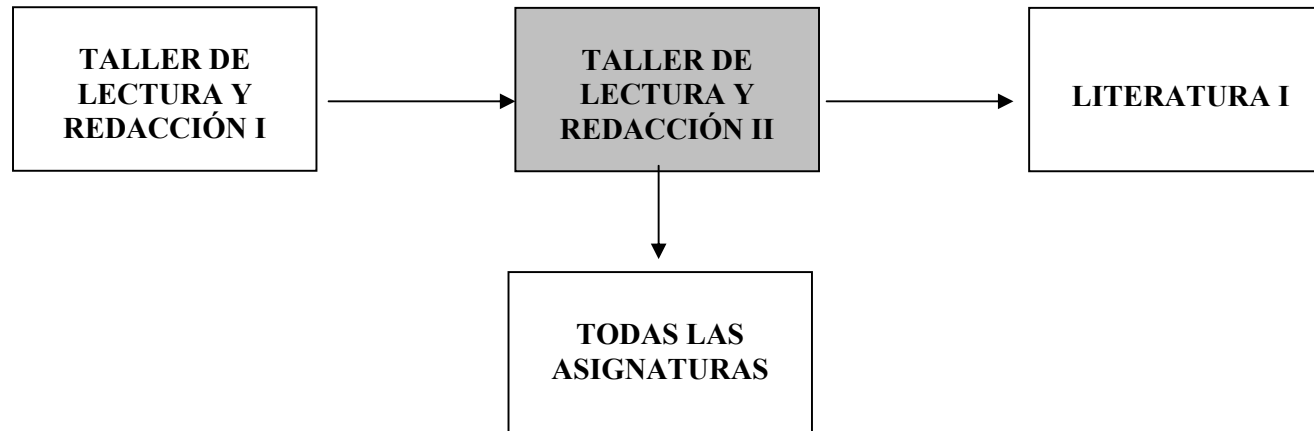 TALLER DE
LECTURA Y
REDACCIÓN I
TALLER DE
LECTURA Y
REDACCIÓN II
LITERATURA I
TODAS LAS
ASIGNATURAS